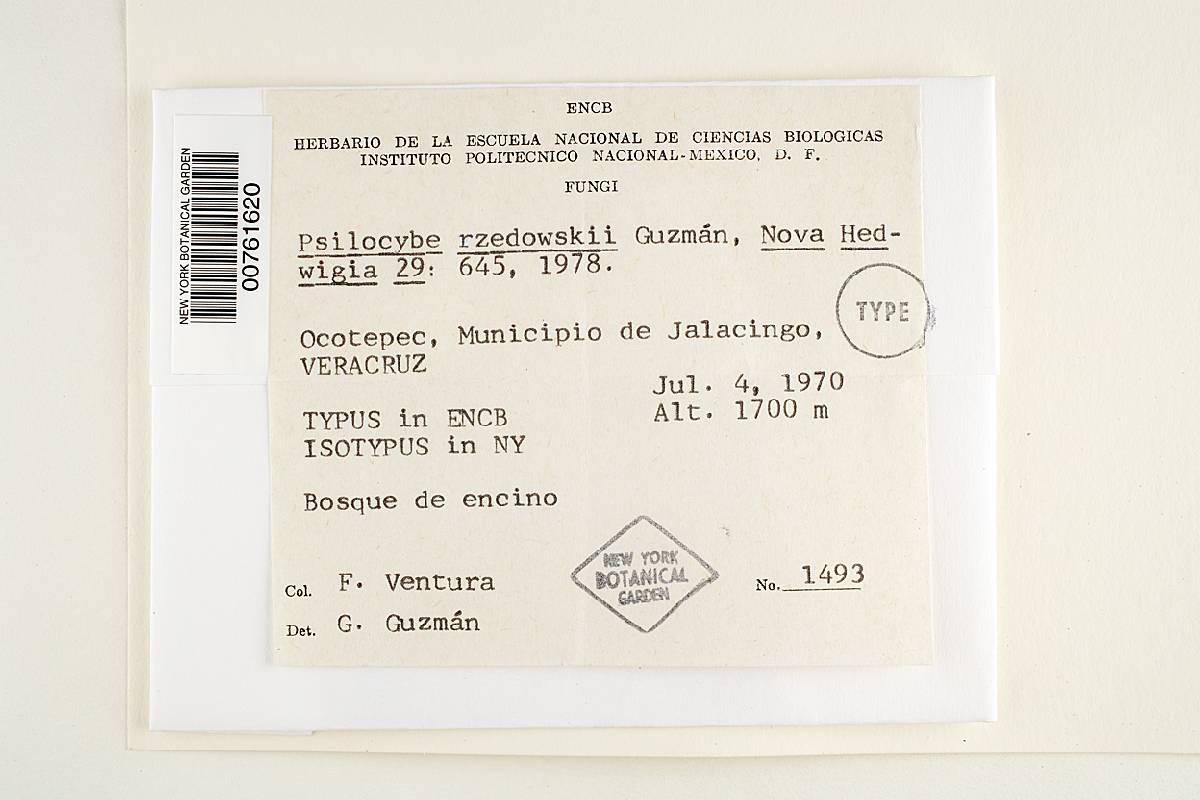 ENCB
HERBARIO DE LA ESCUELA NACIONAL DE CIENCIAS BIOLOGICAS
INSTITUTO POLITECNICO NACIONAL-MEXICO, D. F.
FUNGI
NEW YORK BOTANICAL GARDEN
00761620
Psilocybe rzedowskii Guzmán, Nova Hed-
wigia 29: 645, 1978.
TYPE
Ocotepec, Municipio de Jalacingo,
VERACRUZ
Jul. 4, 1970
Alt. 1700 m
TYPUS in ENCB
ISOTYPUS in NY
Bosque de encino
NEW YORK
BOTANICAL
GARDEN
Col. F. Ventura
No. 1493
Det. G. Guzmán